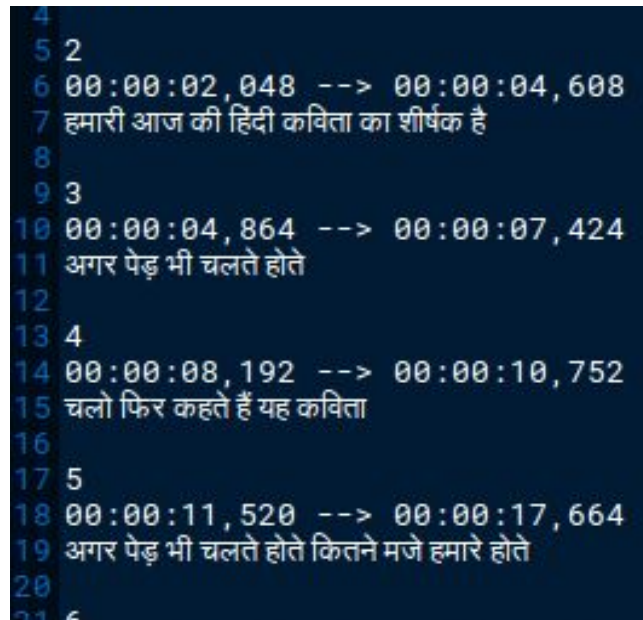 4
5 2
6 00:00:02,048 --> 00:00:04,608
7 हमारी आज की हिंदी कविता का शीर्षक है
8
9 3
10 00:00:04,864 --> 00:00:07,424
11 अगर पेड़ भी चलते होते
12
13 4
14 00:00:08,192 --> 00:00:10,752
15 चलो फिर कहते हैं यह कविता
16
17 5
18 00:00:11,520 --> 00:00:17,664
19 अगर पेड़ भी चलते होते कितने मजे हमारे होते
20
21 6